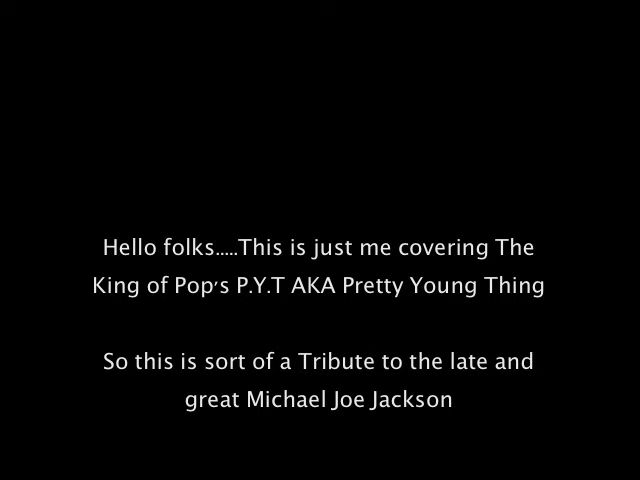 Hello folks.....This is just me covering The
King of Pop's P.Y.T AKA Pretty Young Thing
So this is sort of a Tribute to the late and
great Michael Joe Jackson